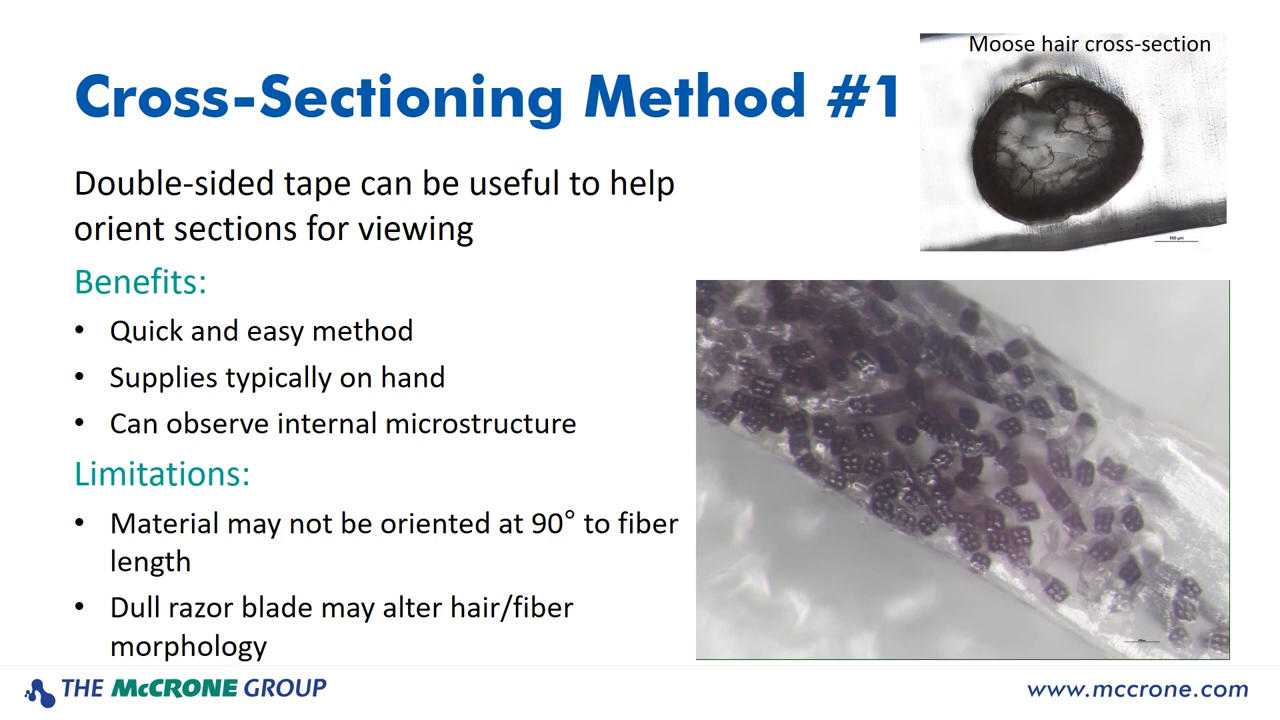 Moose hair cross-section
Cross-Sectioning Method #1
Double-sided tape can be useful to help
orient sections for viewing
Benefits:
• Quick and easy method
• Supplies typically on hand
• Can observe internal microstructure
Limitations:
• Material may not be oriented at 90° to fiber
length
• Dull razor blade may alter hair/fiber
morphology
THE McCRONE GROUP
www.mccrone.com